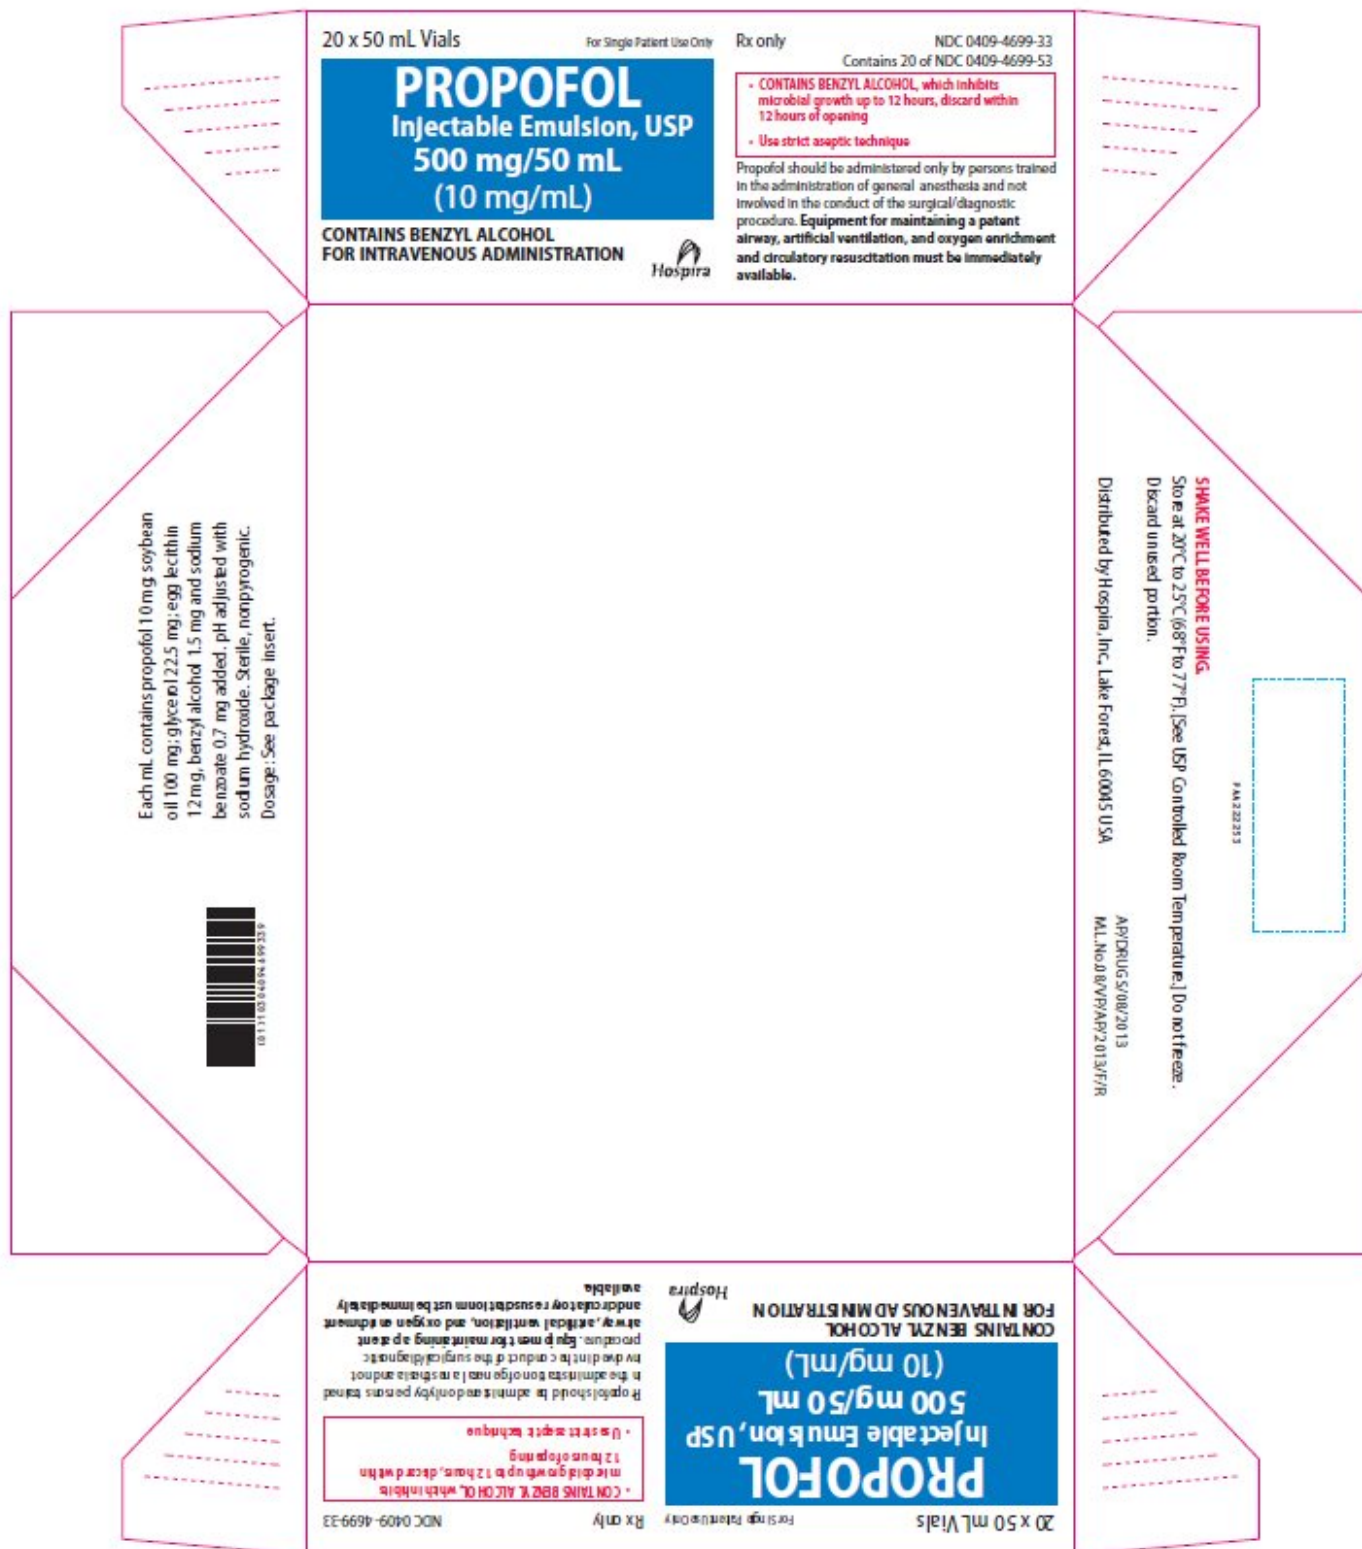 20 x 50 mL Vials
For Single Patient Use Only
PROPOFOL
Injectable Emulsion, USP
500 mg/50 mL
(10 mg/mL)
CONTAINS BENZYL ALCOHOL
FOR INTRAVENOUS ADMINISTRATION
Hospira
Rx only
NDC 0409-4699-33
Contains 20 of NDC 0409-4699-53
• CONTAINS BENZYL ALCOHOL, which inhibits
microbial growth up to 12 hours, discard within
12 hours of opening
• Use strict aseptic technique
Propofol should be administered only by persons trained
in the administration of general anesthesia and not
involved in the conduct of the surgical/diagnostic
procedure. Equipment for maintaining a patent
airway, artificial ventilation, and oxygen enrichment
and circulatory resuscitation must be immediately
available.
Each mL contains propofol 10 mg; soybean
oil 100 mg; glycerol 22.5 mg; egg lecithin
12 mg, benzyl alcohol 1.5 mg and sodium
benzoate 0.7 mg added. pH adjusted with
sodium hydroxide. Sterile, nonpyrogenic.
Dosage: See package insert.
(01)10304094699339
SHAKE WELL BEFORE USING.
Store at 20°C to 25°C (68°F to 77°F). [See USP Controlled Room Temperature.] Do not freeze.
Discard unused portion.
Distributed by Hospira, Inc., Lake Forest, IL 60045 USA
AP/DRUGS/08/2013
M.L.No.08/VP/AP/2013/F/R
PAA222253
20 x 50 mL Vials
For Single Patient Use Only
PROPOFOL
Injectable Emulsion, USP
500 mg/50 mL
(10 mg/mL)
CONTAINS BENZYL ALCOHOL
FOR INTRAVENOUS ADMINISTRATION
Hospira
Rx only
NDC 0409-4699-33
• CONTAINS BENZYL ALCOHOL, which inhibits
microbial growth up to 12 hours, discard within
12 hours of opening
• Use strict aseptic technique
Propofol should be administered only by persons trained
in the administration of general anesthesia and not
involved in the conduct of the surgical/diagnostic
procedure. Equipment for maintaining a patent
airway, artificial ventilation, and oxygen enrichment
and circulatory resuscitation must be immediately
available.